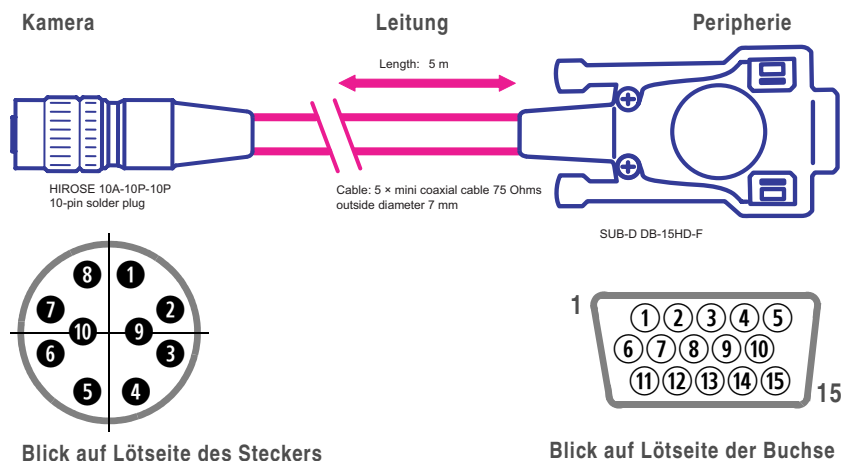 Kamera
Leitung
Peripherie
Length: 5 m
HIROSE 10A-10P-10P
10-pin solder plug
Cable: 5 × mini coaxial cable 75 Ohms
outside diameter 7 mm
SUB-D DB-15HD-F
8 1
7 2
10 9
6 3
5 4
1
1 2 3 4 5
6 7 8 9 10
11 12 13 14 15
15
Blick auf Lötseite des Steckers
Blick auf Lötseite der Buchse